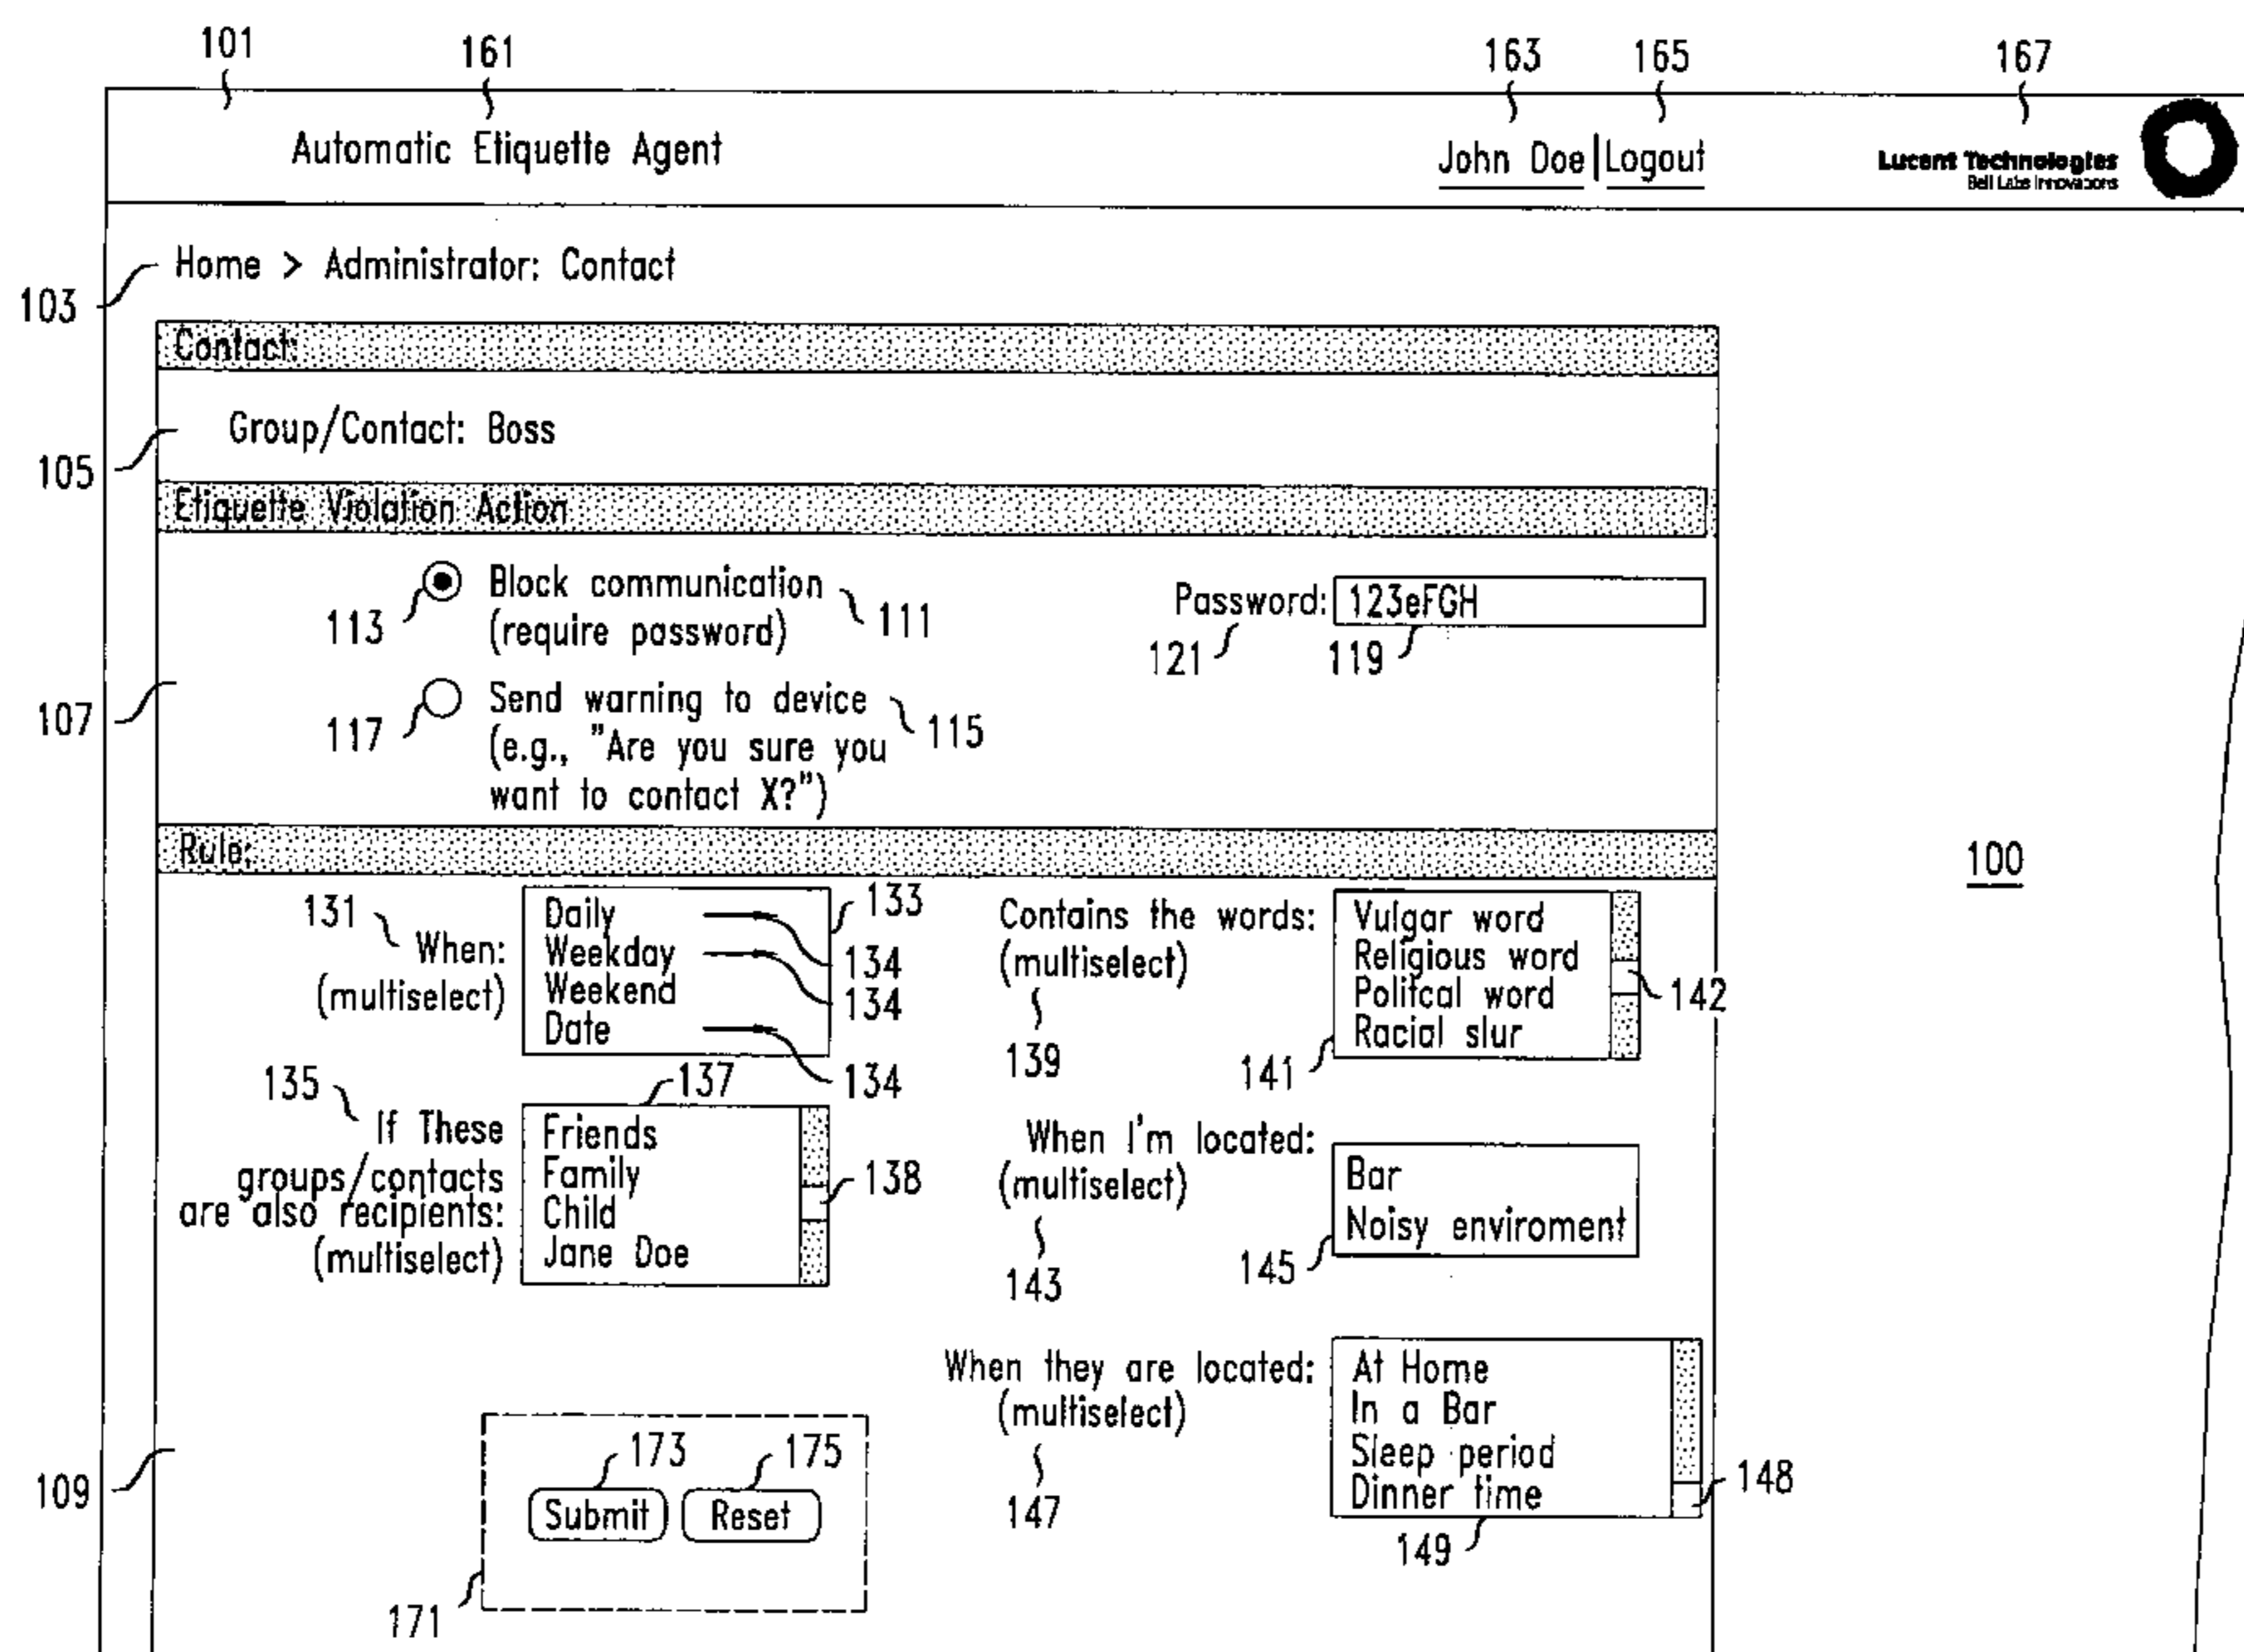 101 161 163 165 167
Automatic Etiquette Agent
John Doe | Logout
Lucent Technologies
Bell Labs Innovations
Home > Administrator: Contact
103
Contact:
Group/Contact: Boss
105
Etiquette Violation Action
Block communication
(require password)
113
111
Password: 123eFGH
121 119
Send warning to device
(e.g., "Are you sure you
want to contact X?")
117
115
107
Rule:
100
131
When:
(multiselect)
Daily
Weekday
Weekend
Date
133
134
134
134
135
If These
groups/contacts
are also recipients:
(multiselect)
137
Friends
Family
Child
Jane Doe
138
Contains the words:
(multiselect)
139
Vulgar word
Religious word
Politcal word
Racial slur
142
141
When I'm located:
(multiselect)
143
Bar
Noisy enviroment
145
When they are located:
(multiselect)
147
At Home
In a Bar
Sleep period
Dinner time
148
149
109
173 175
Submit Reset
171